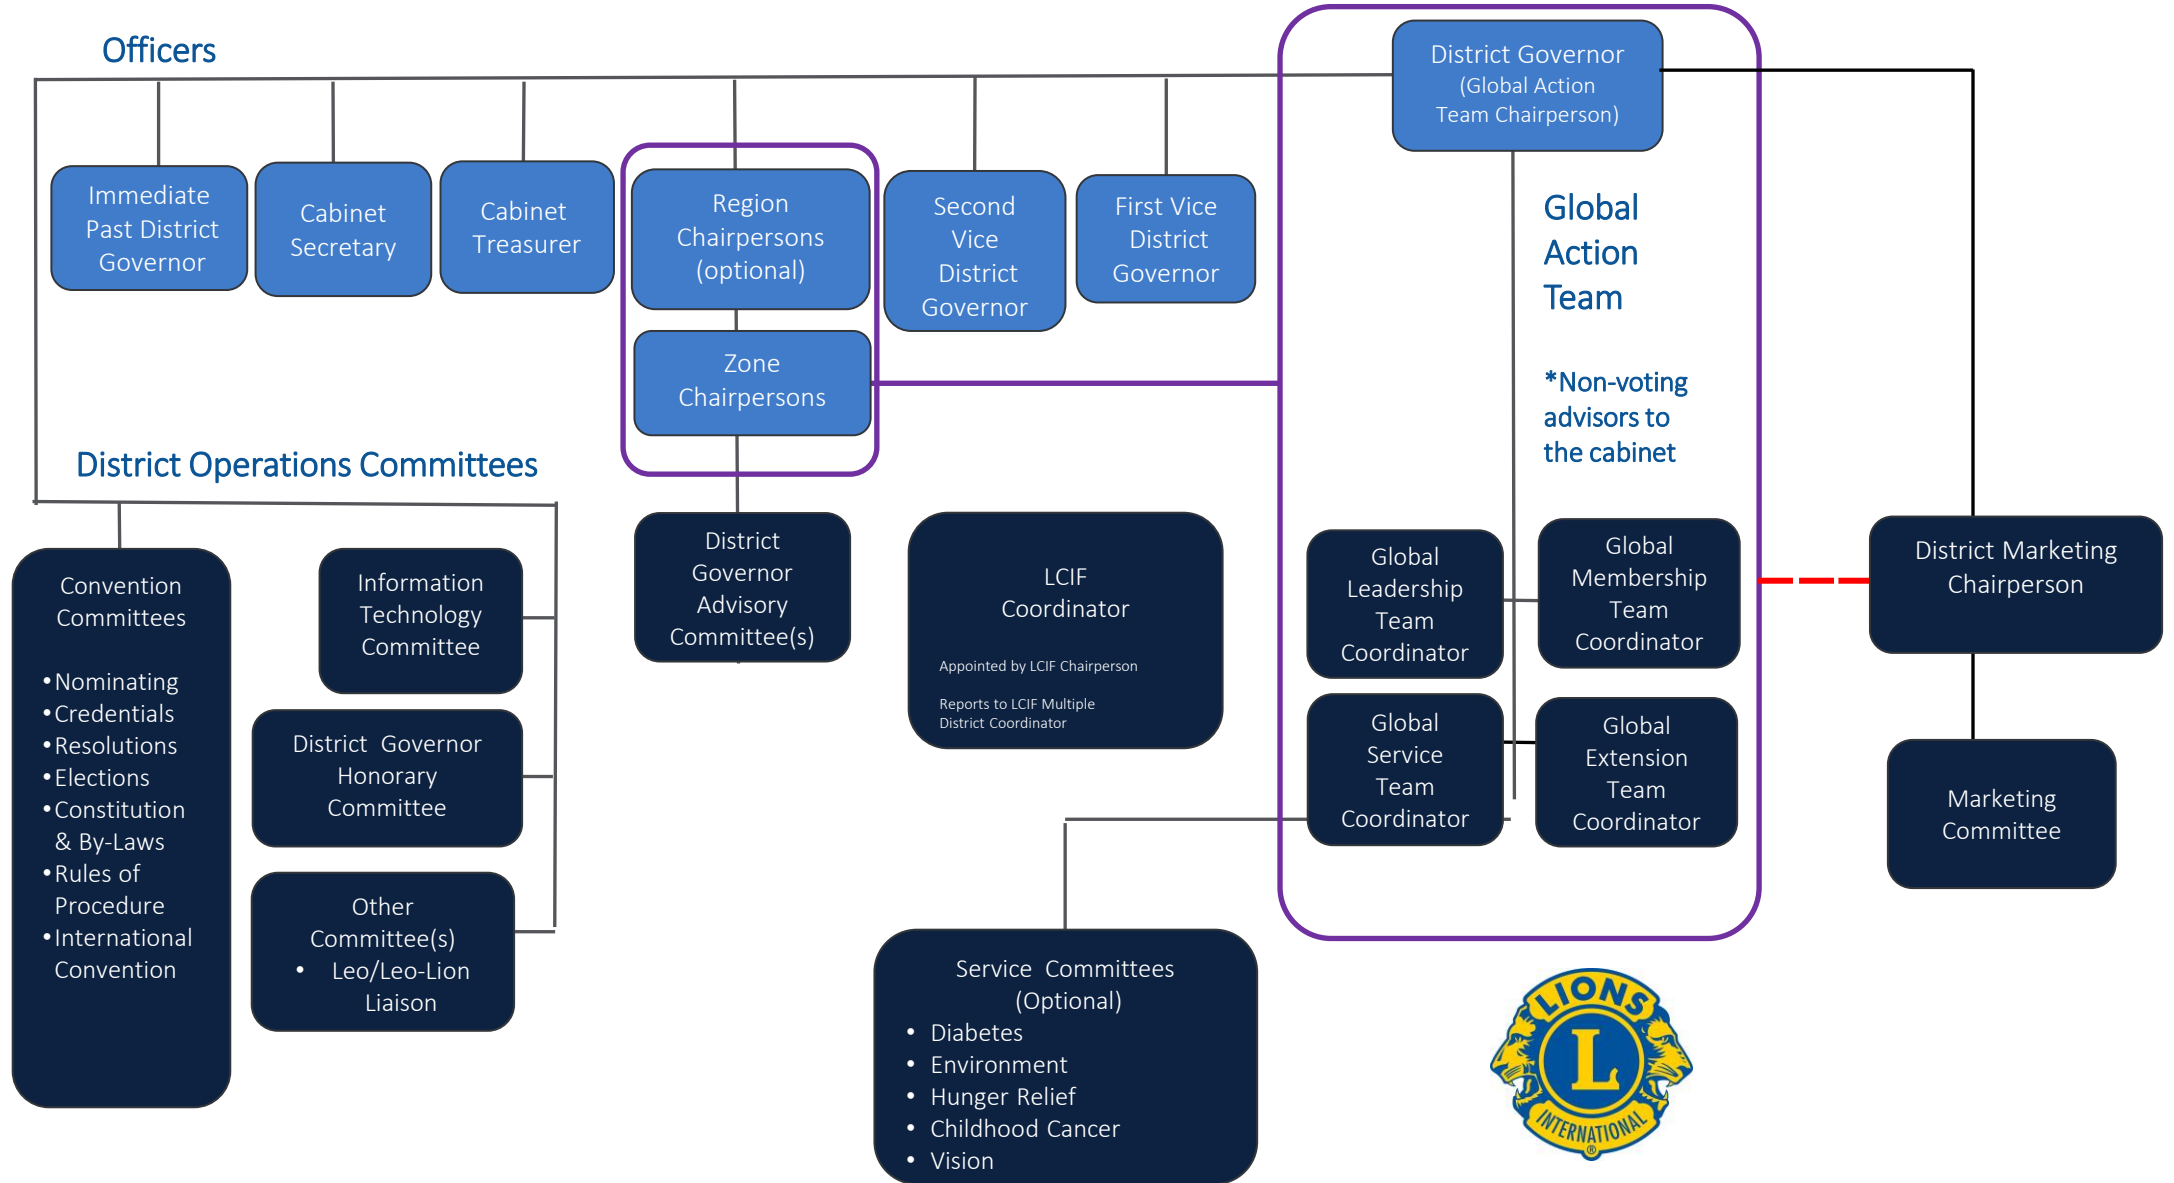 Officers
District Governor
(Global Action
Team Chairperson)
Immediate
Past District
Governor
Cabinet
Secretary
Cabinet
Treasurer
Region
Chairpersons
(optional)
Second
Vice
District
Governor
First Vice
District
Governor
Zone
Chairpersons
Global
Action
Team
*Non-voting
advisors to
the cabinet
District Operations Committees
Convention
Committees
•Nominating
•Credentials
•Resolutions
•Elections
•Constitution
& By-Laws
•Rules of
Procedure
•International
Convention
Information
Technology
Committee
District Governor
Honorary
Committee
Other
Committee(s)
• Leo/Leo-Lion
Liaison
District
Governor
Advisory
Committee(s)
LCIF
Coordinator
Appointed by LCIF Chairperson
Reports to LCIF Multiple
District Coordinator
Global
Leadership
Team
Coordinator
Global
Membership
Team
Coordinator
Global
Service
Team
Coordinator
Global
Extension
Team
Coordinator
District Marketing
Chairperson
Marketing
Committee
Service Committees
(Optional)
• Diabetes
• Environment
• Hunger Relief
• Childhood Cancer
• Vision
LIONS
L
INTERNATIONAL
®